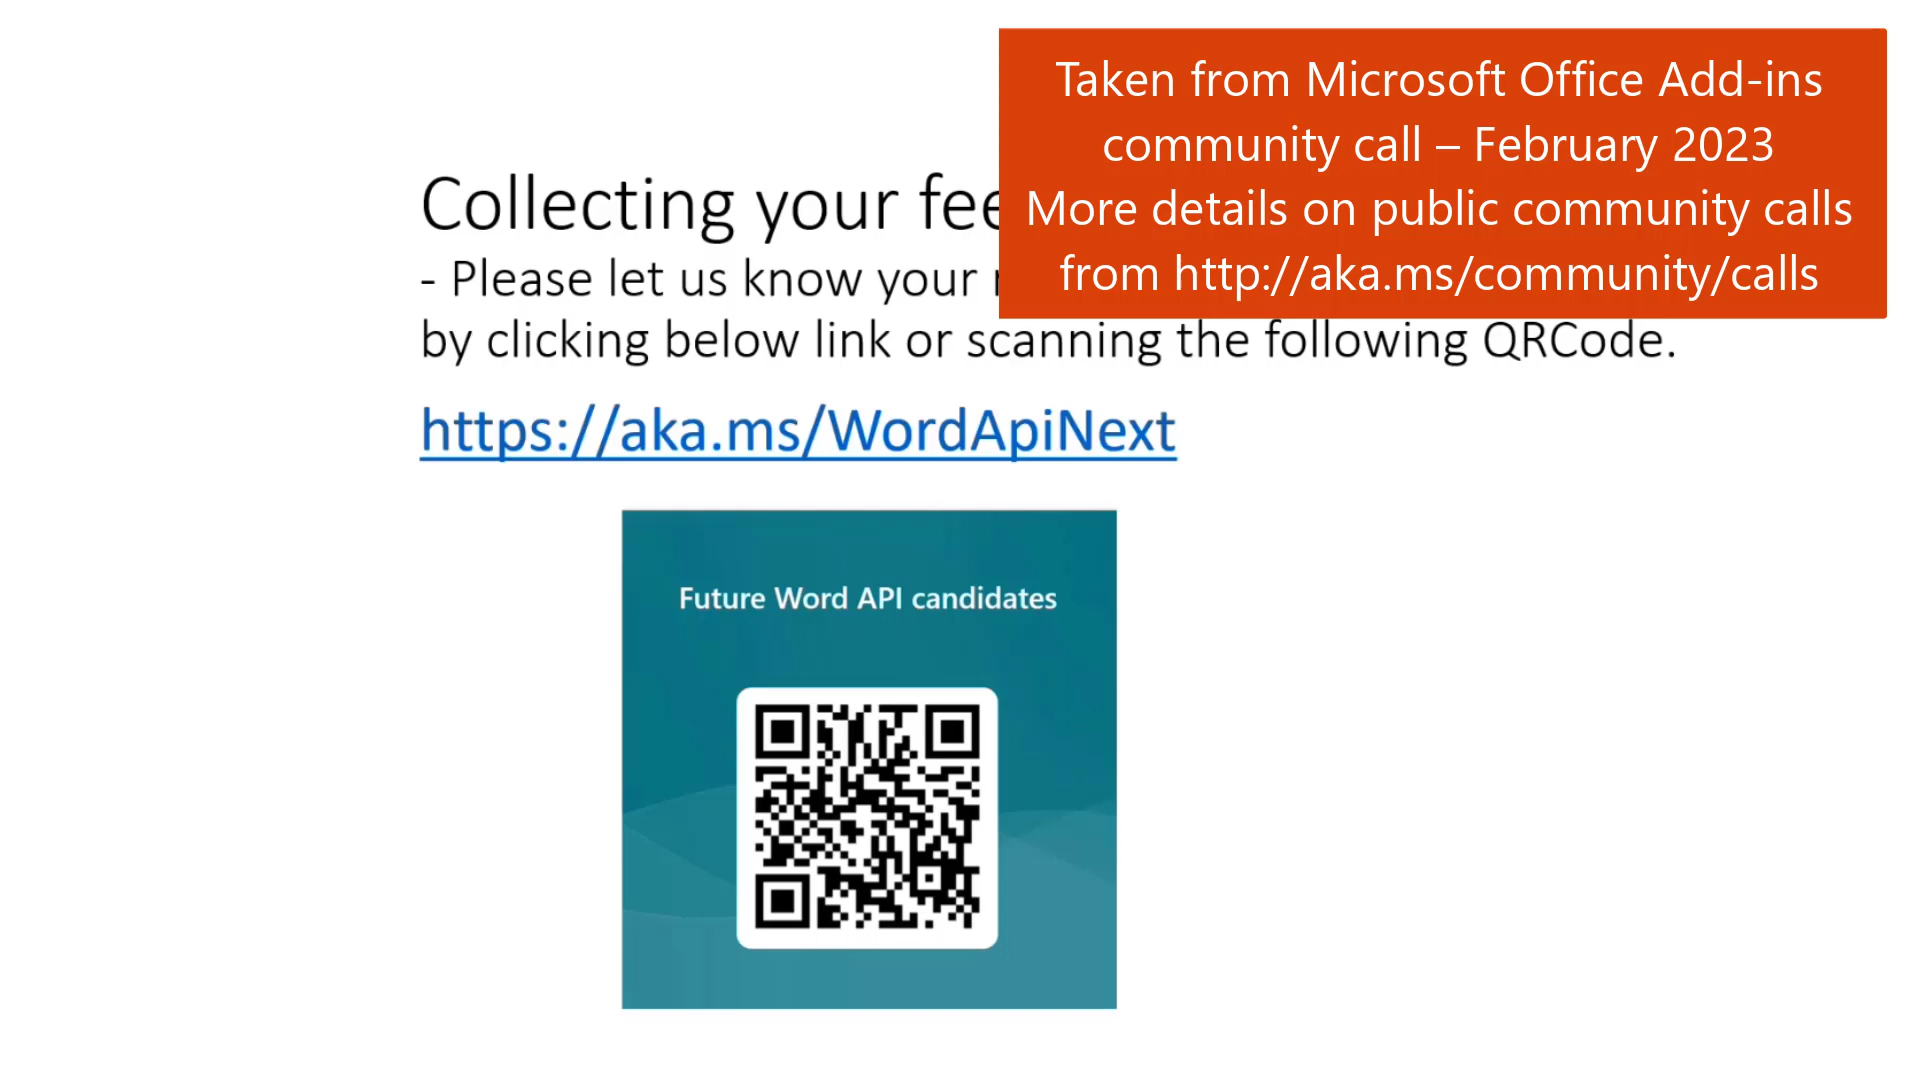 Taken from Microsoft Office Add-ins
community call – February 2023
More details on public community calls
from http://aka.ms/community/calls
Collecting your
- Please let us know your
by clicking below link or scanning the following QRCode.
https://aka.ms/WordApiNext
Future Word API candidates